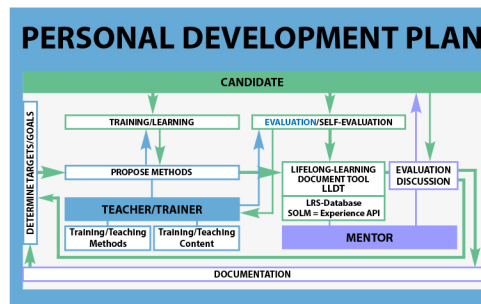 PERSONAL DEVELOPMENT PLAN
CANDIDATE
DETERMINE TARGETS/GOALS
TRAINING/LEARNING
EVALUATION/SELF-EVALUATION
PROPOSE METHODS
LIFELONG-LEARNING
DOCUMENT TOOL
LLDT
EVALUATION
DISCUSSION
TEACHER/TRAINER
LRS-Database
SOLM = Experience API
Training/Teaching
Methods
Training/Teaching
Content
MENTOR
DOCUMENTATION